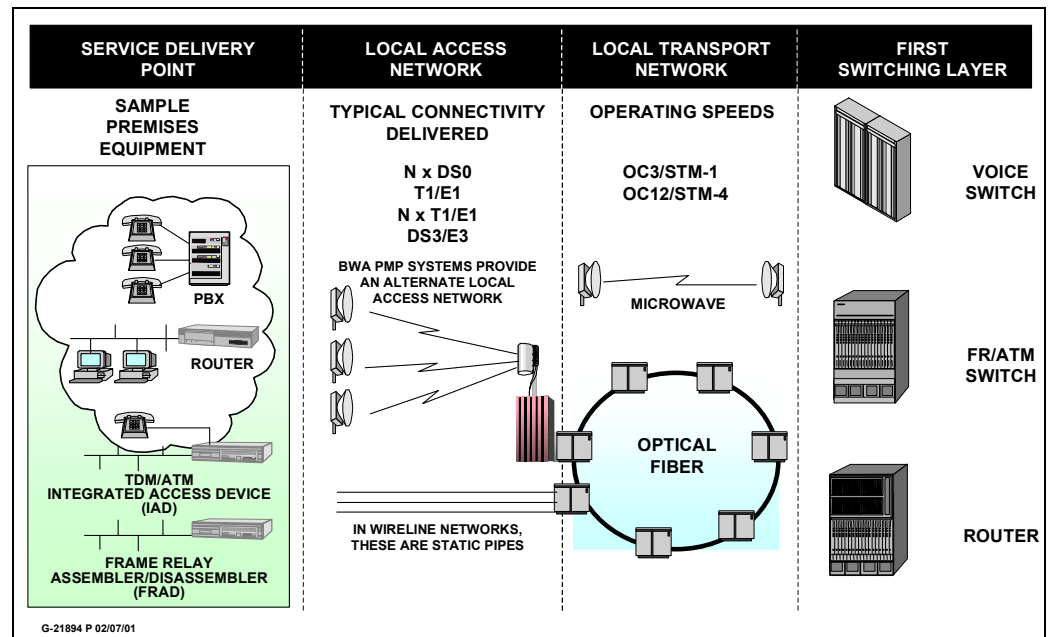 SERVICE DELIVERY
POINT
LOCAL ACCESS
NETWORK
LOCAL TRANSPORT
NETWORK
FIRST
SWITCHING LAYER
SAMPLE
PREMISES
EQUIPMENT
PBX
ROUTER
TDM/ATM
INTEGRATED ACCESS DEVICE
(IAD)
FRAME RELAY
ASSEMBLER/DISASSEMBLER
(FRAD)
TYPICAL CONNECTIVITY
DELIVERED
N x DS0
T1/E1
N x T1/E1
DS3/E3
BWA PMP SYSTEMS PROVIDE
AN ALTERNATE LOCAL
ACCESS NETWORK
IN WIRELINE NETWORKS,
THESE ARE STATIC PIPES
OPERATING SPEEDS
OC3/STM-1
OC12/STM-4
MICROWAVE
OPTICAL
FIBER
VOICE
SWITCH
FR/ATM
SWITCH
ROUTER
G-21894 P 02/07/01